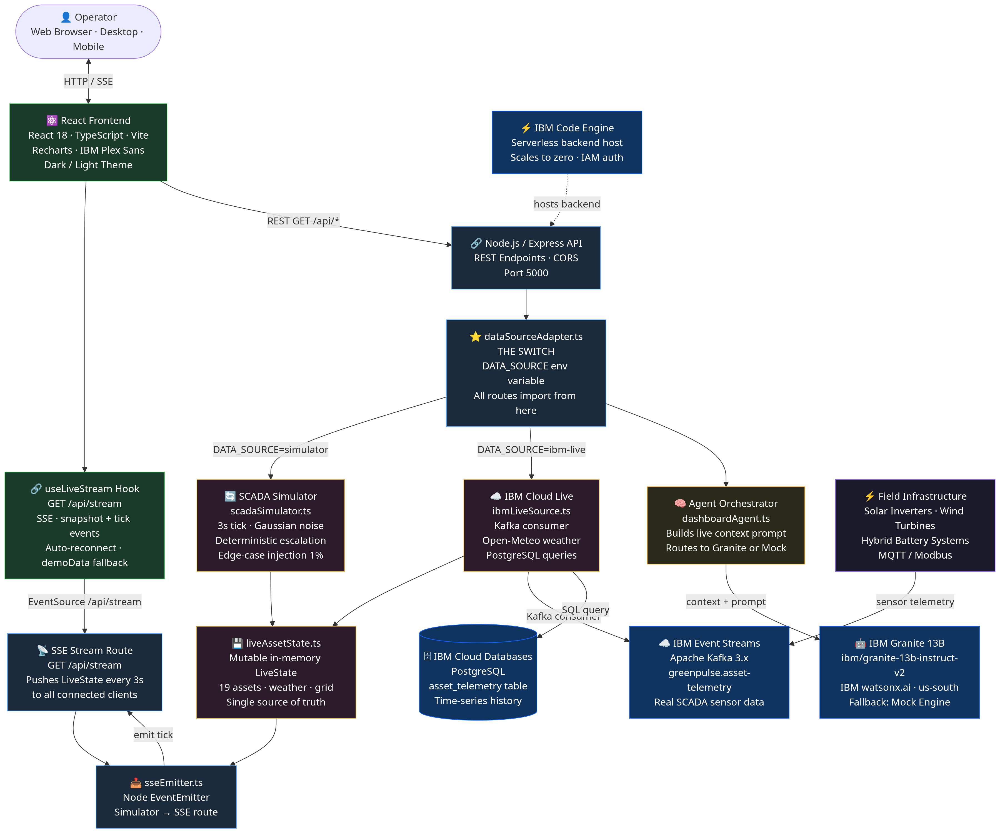 👤 Operator
Web Browser · Desktop ·
Mobile
HTTP / SSE
⚛️ React Frontend
React 18 · TypeScript · Vite
Recharts · IBM Plex Sans
Dark / Light Theme
⚡ IBM Code Engine
Serverless backend host
Scales to zero · IAM auth
hosts backend
REST GET /api/*
🔗 Node.js / Express API
REST Endpoints · CORS
Port 5000
⭐ dataSourceAdapter.ts
THE SWITCH
DATA_SOURCE env
variable
All routes import from
here
DATA_SOURCE=simulator
DATA_SOURCE=ibm-live
🔗 useLiveStream Hook
GET /api/stream
SSE · snapshot + tick
events
Auto-reconnect ·
demoData fallback
🔄 SCADA Simulator
scadaSimulator.ts
3s tick · Gaussian noise
Deterministic escalation
Edge-case injection 1%
☁️ IBM Cloud Live
ibmLiveSource.ts
Kafka consumer
Open-Meteo weather
PostgreSQL queries
🧠 Agent Orchestrator
dashboardAgent.ts
Builds live context prompt
Routes to Granite or Mock
⚡ Field Infrastructure
Solar Inverters · Wind
Turbines
Hybrid Battery Systems
MQTT / Modbus
EventSource /api/stream
SQL query
Kafka consumer
context + prompt
sensor telemetry
📡 SSE Stream Route
GET /api/stream
Pushes LiveState every 3s
to all connected clients
💾 liveAssetState.ts
Mutable in-memory
LiveState
19 assets · weather · grid
Single source of truth
🗄 IBM Cloud Databases
PostgreSQL
asset_telemetry table
Time-series history
☁️ IBM Event Streams
Apache Kafka 3.x
greenpulse.asset-
telemetry
Real SCADA sensor data
🤖 IBM Granite 13B
ibm/granite-13b-instruct-
v2
IBM watsonx.ai · us-south
Fallback: Mock Engine
emit tick
📤 sseEmitter.ts
Node EventEmitter
Simulator → SSE route